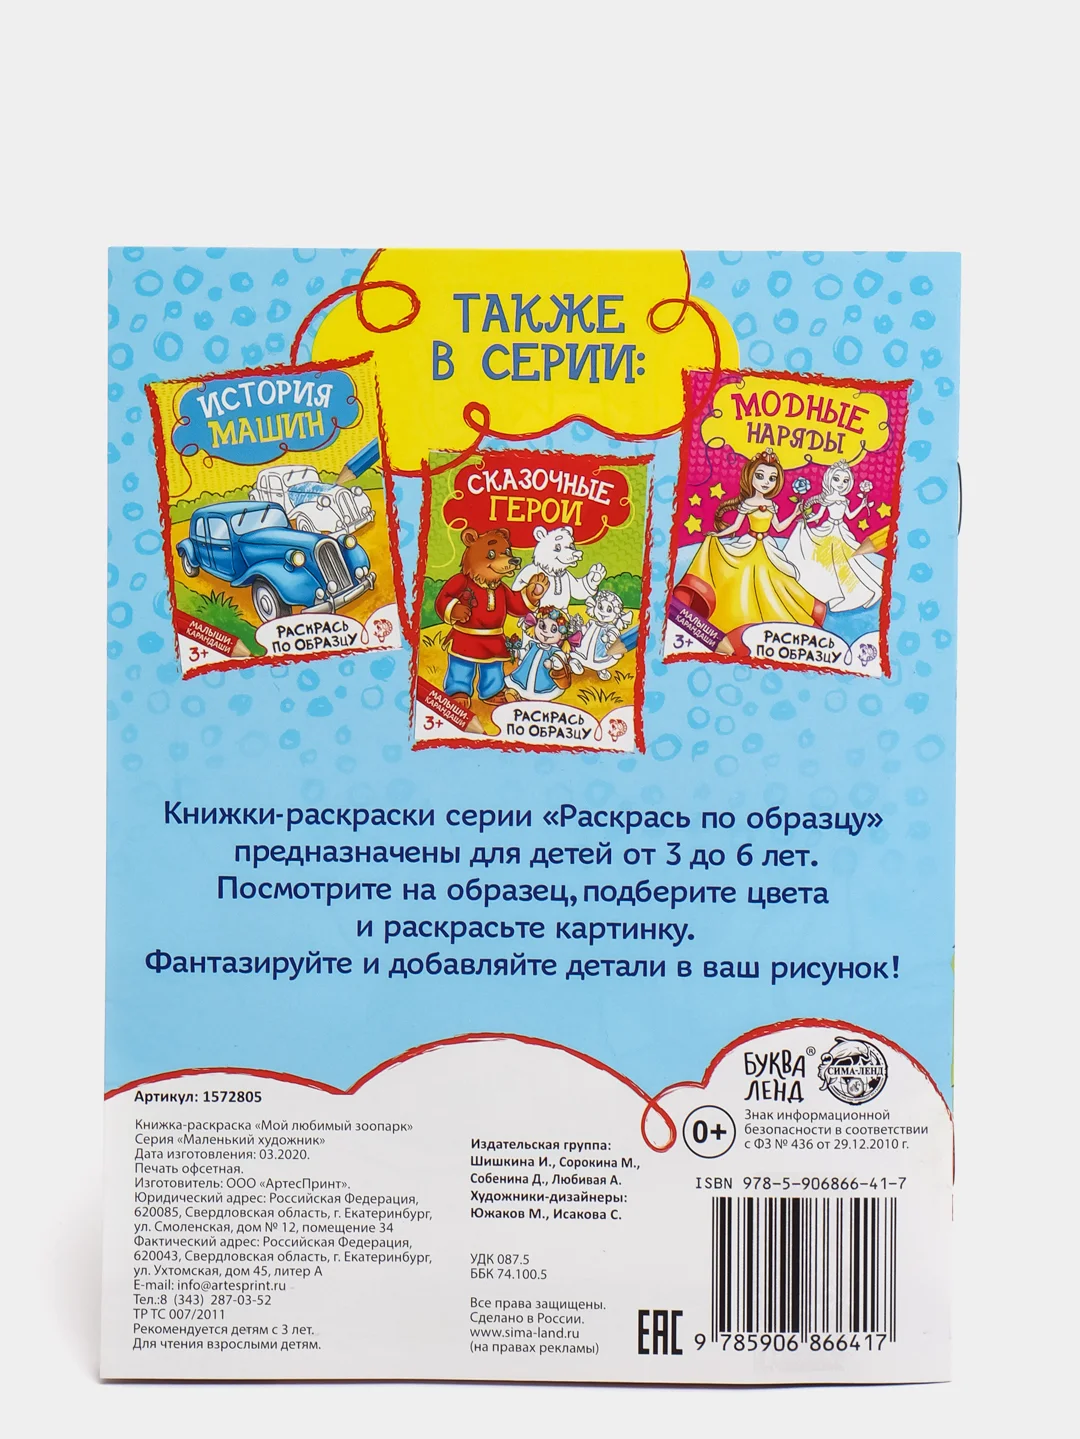 ТАКЖЕ
В СЕРИИ:
ИСТОРИЯ
МАШИН
МАЛЫШИ-
КАРАНДАШИ
3+
РАСКРАСЬ
ПО ОБРАЗЦУ
СКАЗОЧНЫЕ
ГЕРОИ
МАЛЫШИ-
КАРАНДАШИ
3+
РАСКРАСЬ
ПО ОБРАЗЦУ
МОДНЫЕ
НАРЯДЫ
МАЛЫШИ-
КАРАНДАШИ
3+
РАСКРАСЬ
ПО ОБРАЗЦУ
Книжки-раскраски серии «Раскрась по образцу»
предназначены для детей от 3 до 6 лет.
Посмотрите на образец, подберите цвета
и раскрасьте картинку.
Фантазируйте и добавляйте детали в ваш рисунок!
Артикул: 1572805
Книжка-раскраска «Мой любимый зоопарк»
Серия «Маленький художник»
Дата изготовления: 03.2020.
Печать офсетная.
Изготовитель: ООО «АртесПринт».
Юридический адрес: Российская Федерация,
620085, Свердловская область, г. Екатеринбург,
ул. Смоленская, дом № 12, помещение 34
Фактический адрес: Российская Федерация,
620043, Свердловская область, г. Екатеринбург,
ул. Ухтомская, дом 45, литер А
E-mail: info@artesprint.ru
Тел.:8 (343) 287-03-52
ТР ТС 007/2011
Рекомендуется детям с 3 лет.
Для чтения взрослыми детям.
Издательская группа:
Шишкина И., Сорокина М.,
Собенина Д., Любивая А.
Художники-дизайнеры:
Южаков М., Исакова С.
УДК 087.5
ББК 74.100.5
Все права защищены.
Сделано в России.
www.sima-land.ru
(на правах рекламы)
БУКВА®
ЛЕНД
СИМА-ЛЕНД
0+
Знак информационной
безопасности в соответствии
с ФЗ № 436 от 29.12.2010 г.
ISBN 978-5-906866-41-7
EAC
9 785906 866417